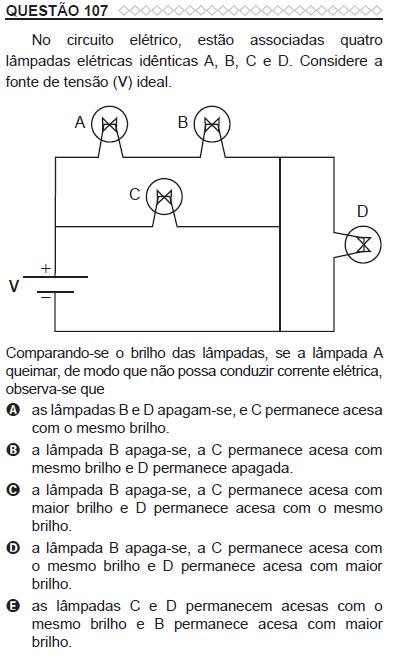 QUESTÃO 107
No circuito elétrico, estão associadas quatro
lâmpadas elétricas idênticas A, B, C e D. Considere a
fonte de tensão (V) ideal.
A
B
C
D
+
V
−
Comparando-se o brilho das lâmpadas, se a lâmpada A
queimar, de modo que não possa conduzir corrente elétrica,
observa-se que
A as lâmpadas B e D apagam-se, e C permanece acesa
com o mesmo brilho.
B a lâmpada B apaga-se, a C permanece acesa com
mesmo brilho e D permanece apagada.
C a lâmpada B apaga-se, a C permanece acesa com
maior brilho e D permanece acesa com o mesmo
brilho.
D a lâmpada B apaga-se, a C permanece acesa com
o mesmo brilho e D permanece acesa com maior
brilho.
E as lâmpadas C e D permanecem acesas com o
mesmo brilho e B permanece acesa com maior
brilho.